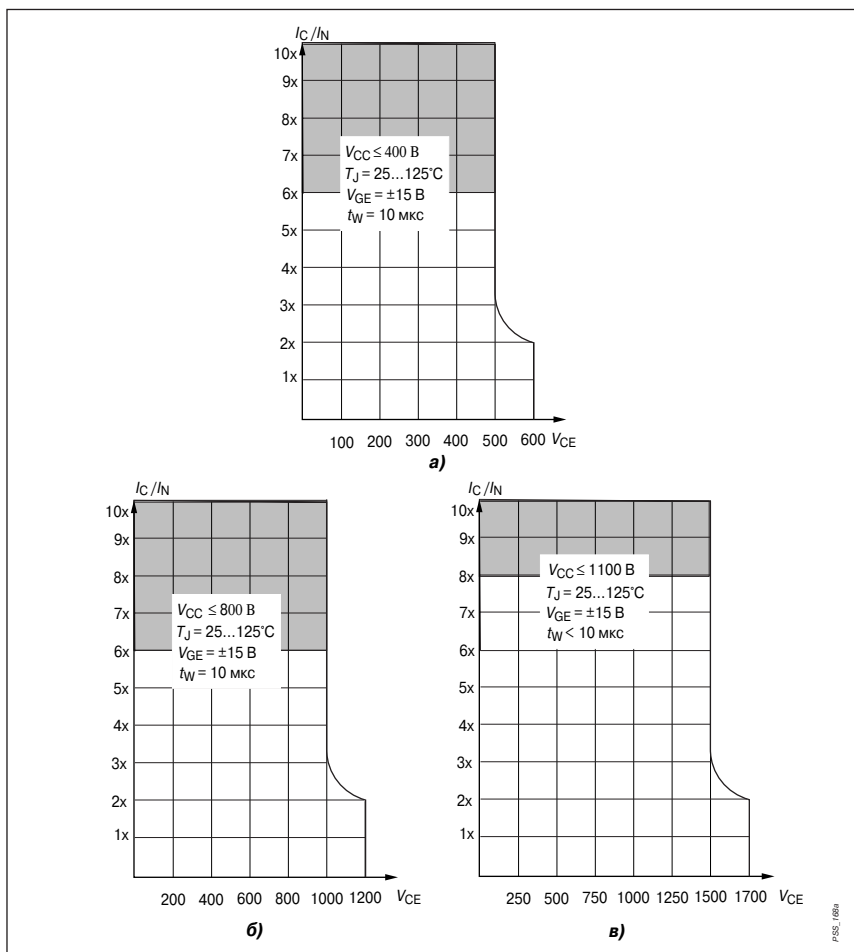 IC/IN
10x
9x
8x
7x
6x
5x
4x
3x
2x
1x
VCC ≤ 400 В
TJ = 25...125°C
VGE = ±15 В
tW = 10 мкс
100 200 300 400 500 600 VCE
а)
IC/IN
10x
9x
8x
7x
6x
5x
4x
3x
2x
1x
VCC ≤ 800 В
TJ = 25...125°C
VGE = ±15 В
tW = 10 мкс
200 400 600 800 1000 1200 VCE
б)
IC/IN
10x
9x
8x
7x
6x
5x
4x
3x
2x
1x
VCC ≤ 1100 В
TJ = 25...125°C
VGE = ±15 В
tW < 10 мкс
250 500 750 1000 1250 1500 1700 VCE
в)
PSS_168a